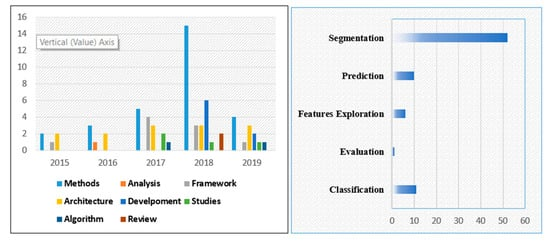 16
Vertical (Value) Axis
14
12
10
8
6
4
2
0
2015 2016 2017 2018 2019
Methods Analysis Framework
Architecture Develpoment Studies
Algorithm Review
Segmentation
Prediction
Features Exploration
Evaluation
Classification
0 10 20 30 40 50 60